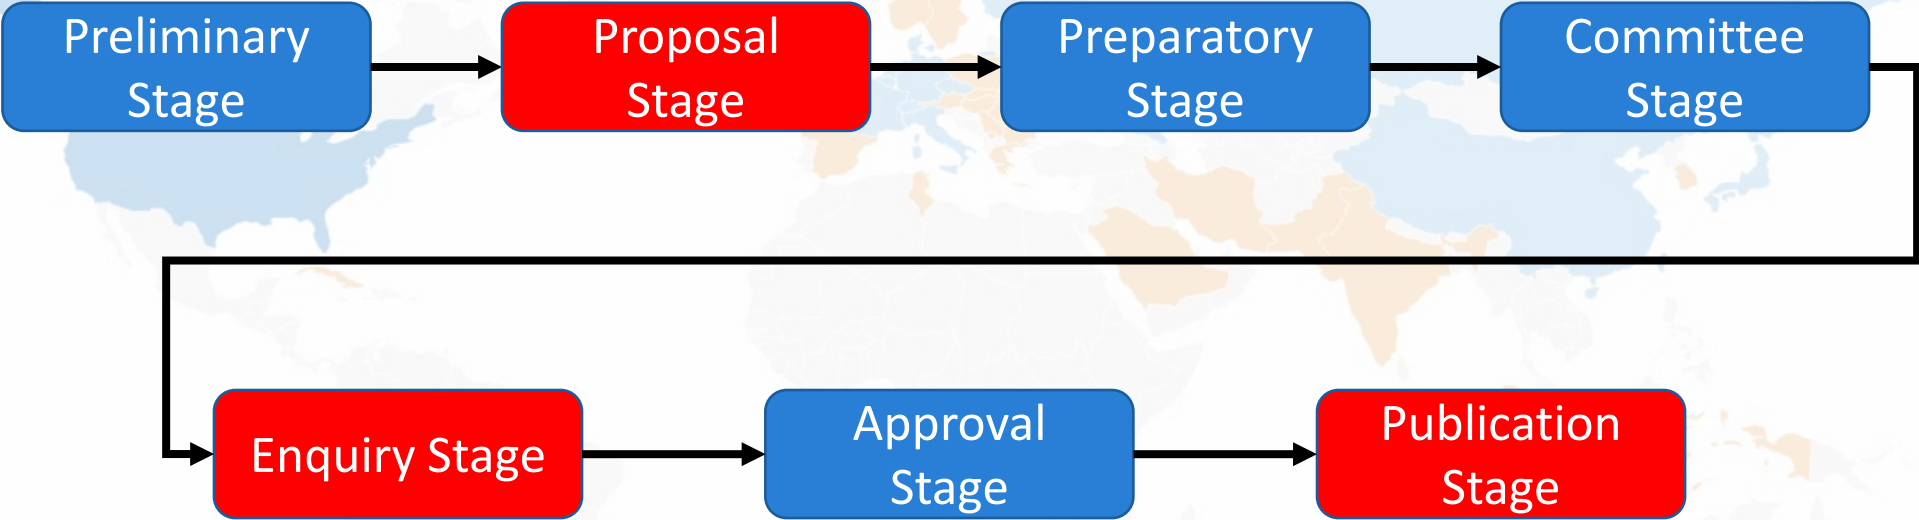 Preliminary
Stage
Proposal
Stage
Preparatory
Stage
Committee
Stage
Enquiry Stage
Approval
Stage
Publication
Stage